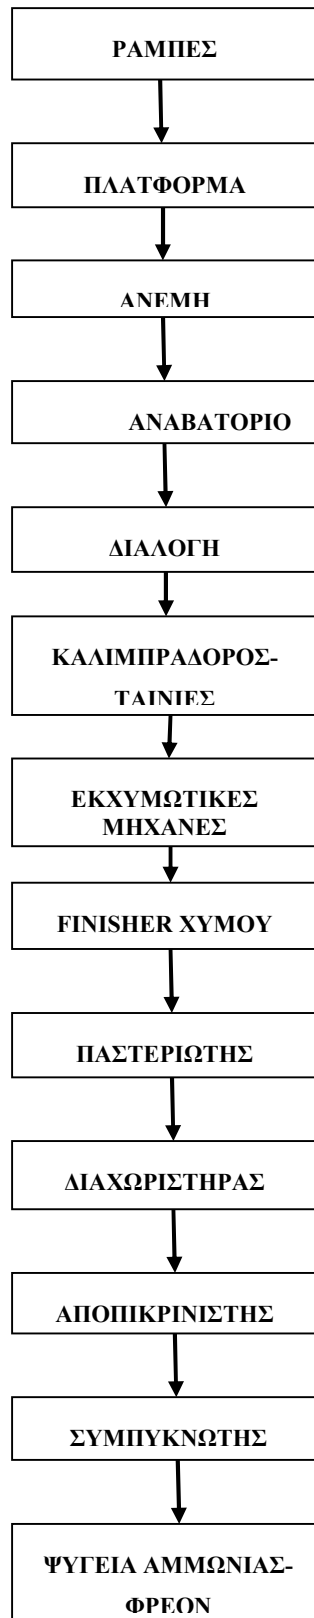 ΡΑΜΠΕΣ
ΠΛΑΤΦΟΡΜΑ
ΑΝΕΜΗ
ΑΝΑΒΑΤΟΡΙΟ
ΔΙΑΛΟΓΗ
ΚΑΛΙΜΠΡΑΔΟΡΟΣ-
ΤΑΙΝΙΕΣ
ΕΚΧΥΜΩΤΙΚΕΣ
ΜΗΧΑΝΕΣ
FINISHER ΧΥΜΟΥ
ΠΑΣΤΕΡΙΩΤΗΣ
ΔΙΑΧΩΡΙΣΤΗΡΑΣ
ΑΠΟΠΙΚΡΙΝΙΣΤΗΣ
ΣΥΜΠΥΚΝΩΤΗΣ
ΨΥΓΕΙΑ ΑΜΜΩΝΙΑΣ-
ΦΡΕΟΝ